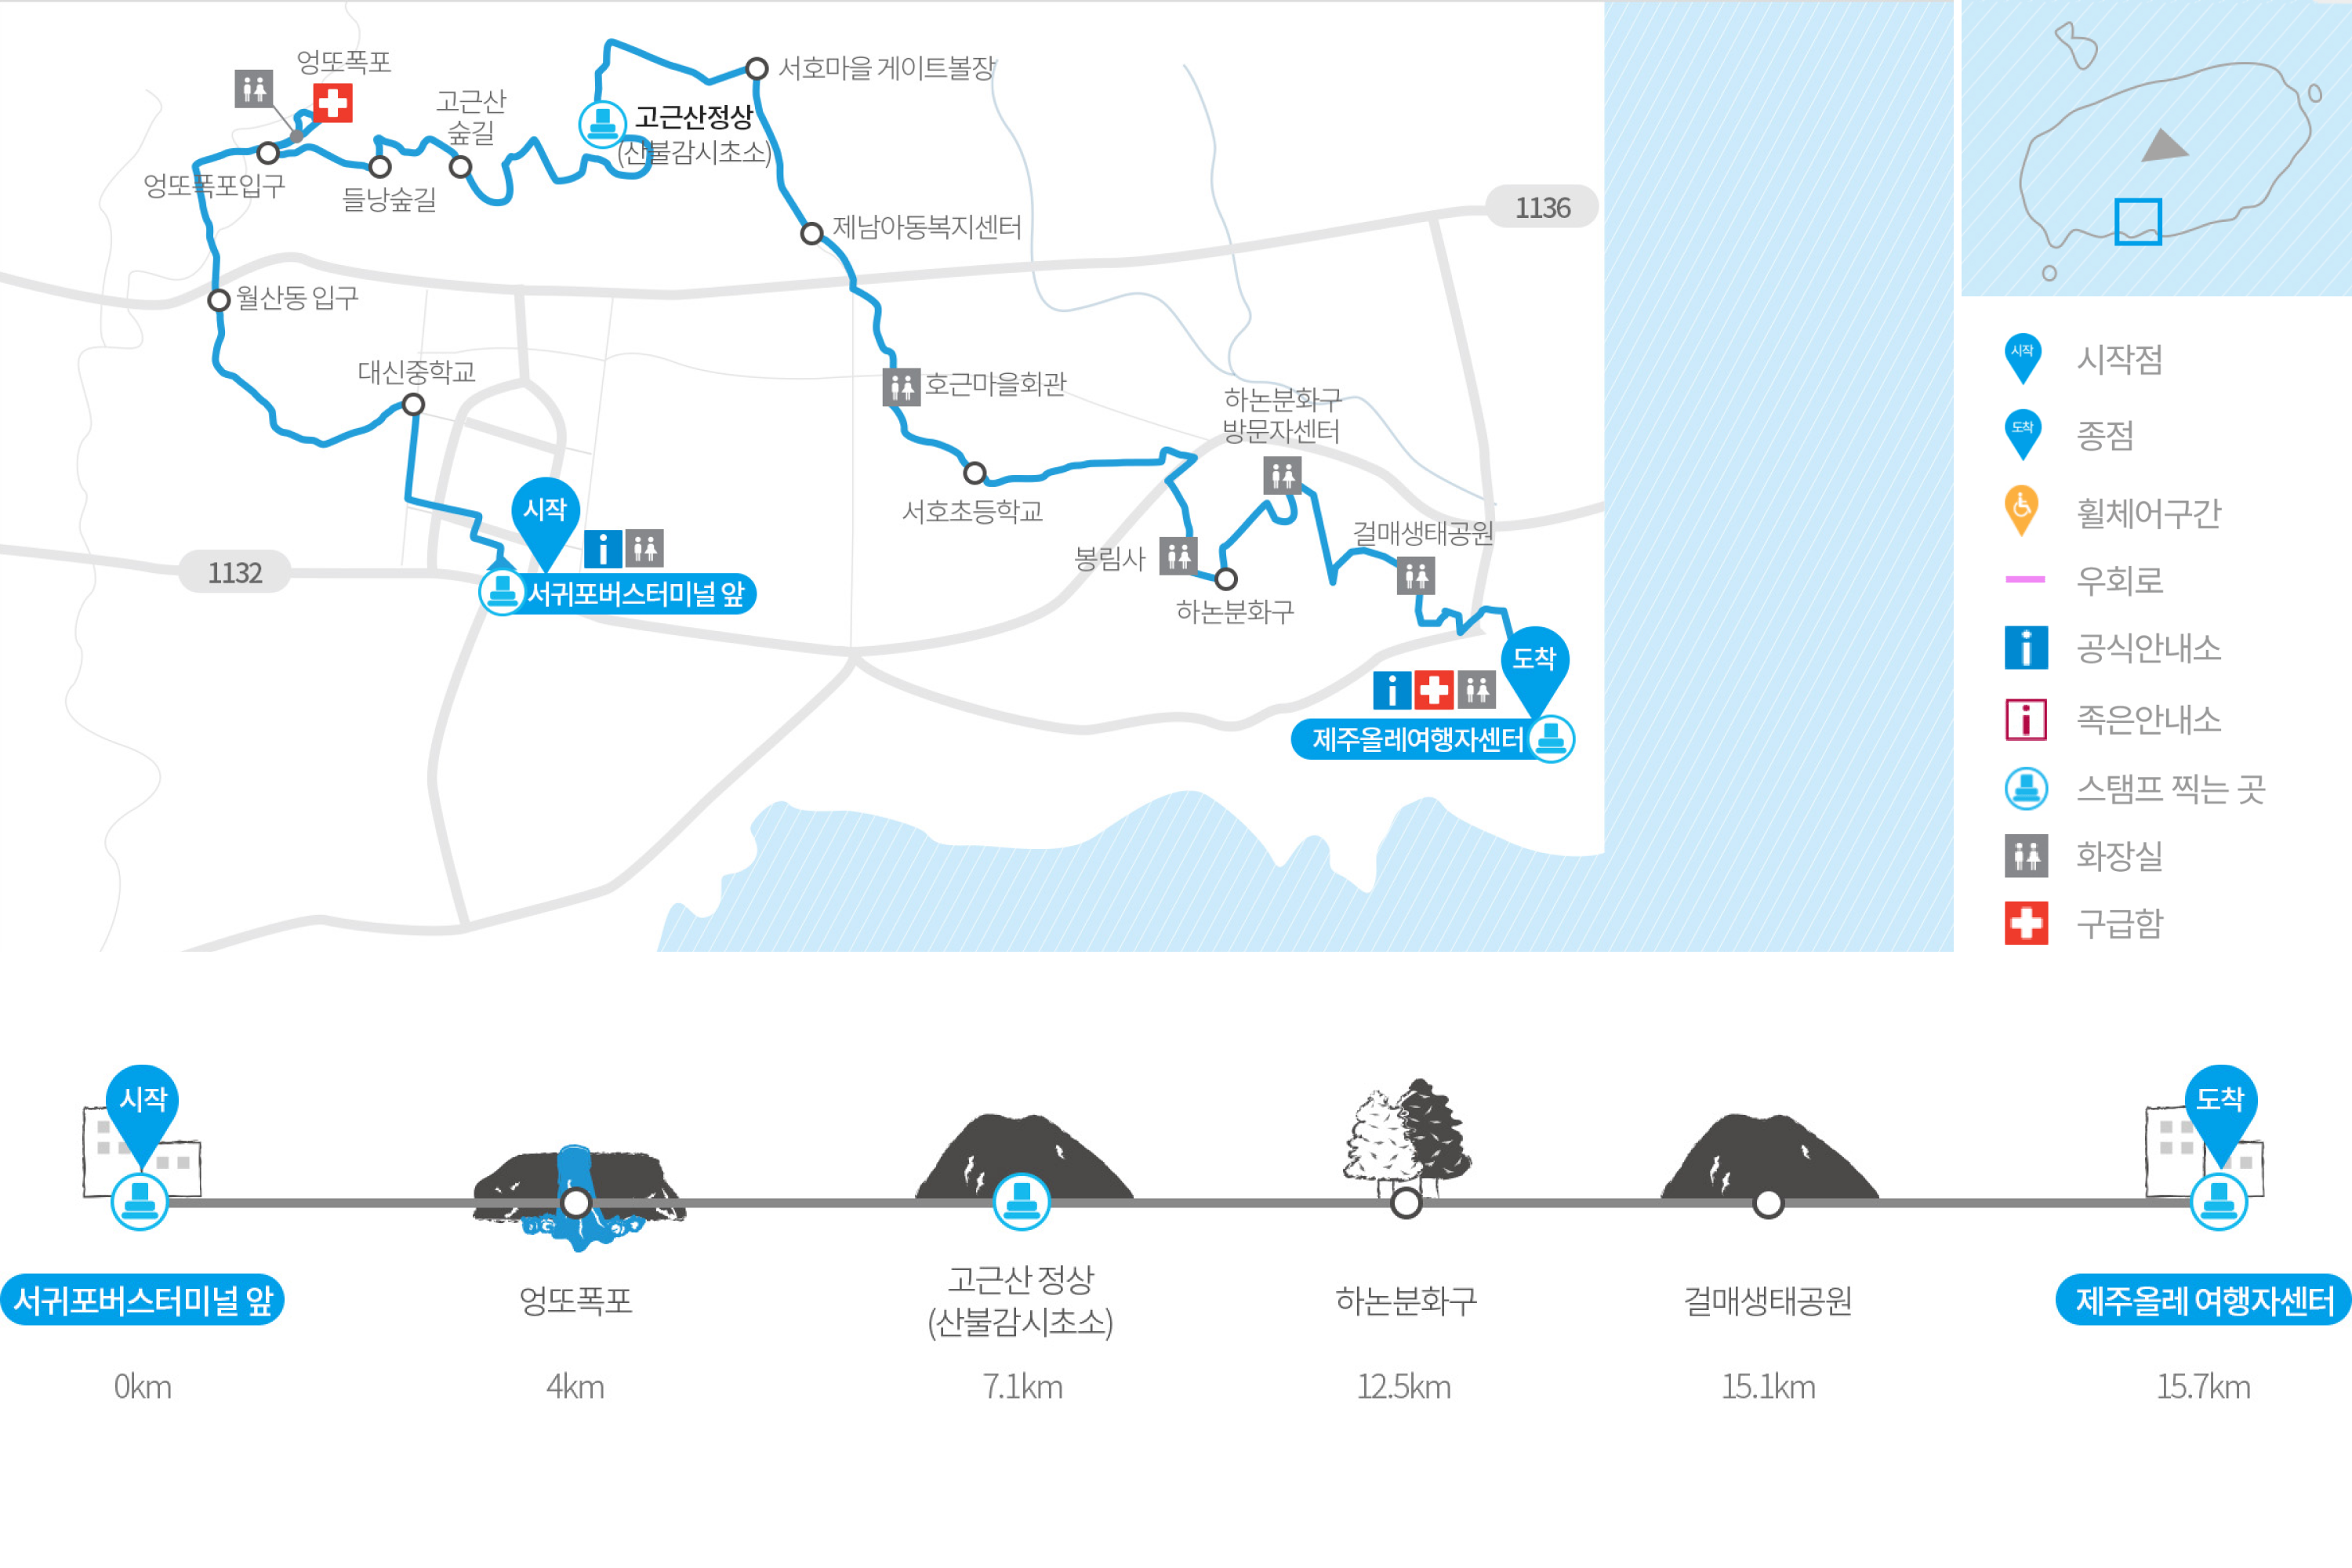 엉또폭포
고근산
숲길
서호마을 게이트볼장
고근산정상
(산불감시초소)
엉또폭포입구
들낭숲길
제남아동복지센터
1136
월산동 입구
대신중학교
호근마을회관
하논분화구
방문자센터
시작
서호초등학교
걸매생태공원
봉림사
1132
서귀포버스터미널 앞
하논분화구
도착
제주올레여행자센터
시작
시작점
도착
종점
휠체어구간
우회로
공식안내소
족은안내소
스탬프 찍는 곳
화장실
구급함
시작
도착
서귀포버스터미널 앞
엉또폭포
고근산 정상
(산불감시초소)
하논분화구
걸매생태공원
제주올레 여행자센터
0km
4km
7.1km
12.5km
15.1km
15.7km